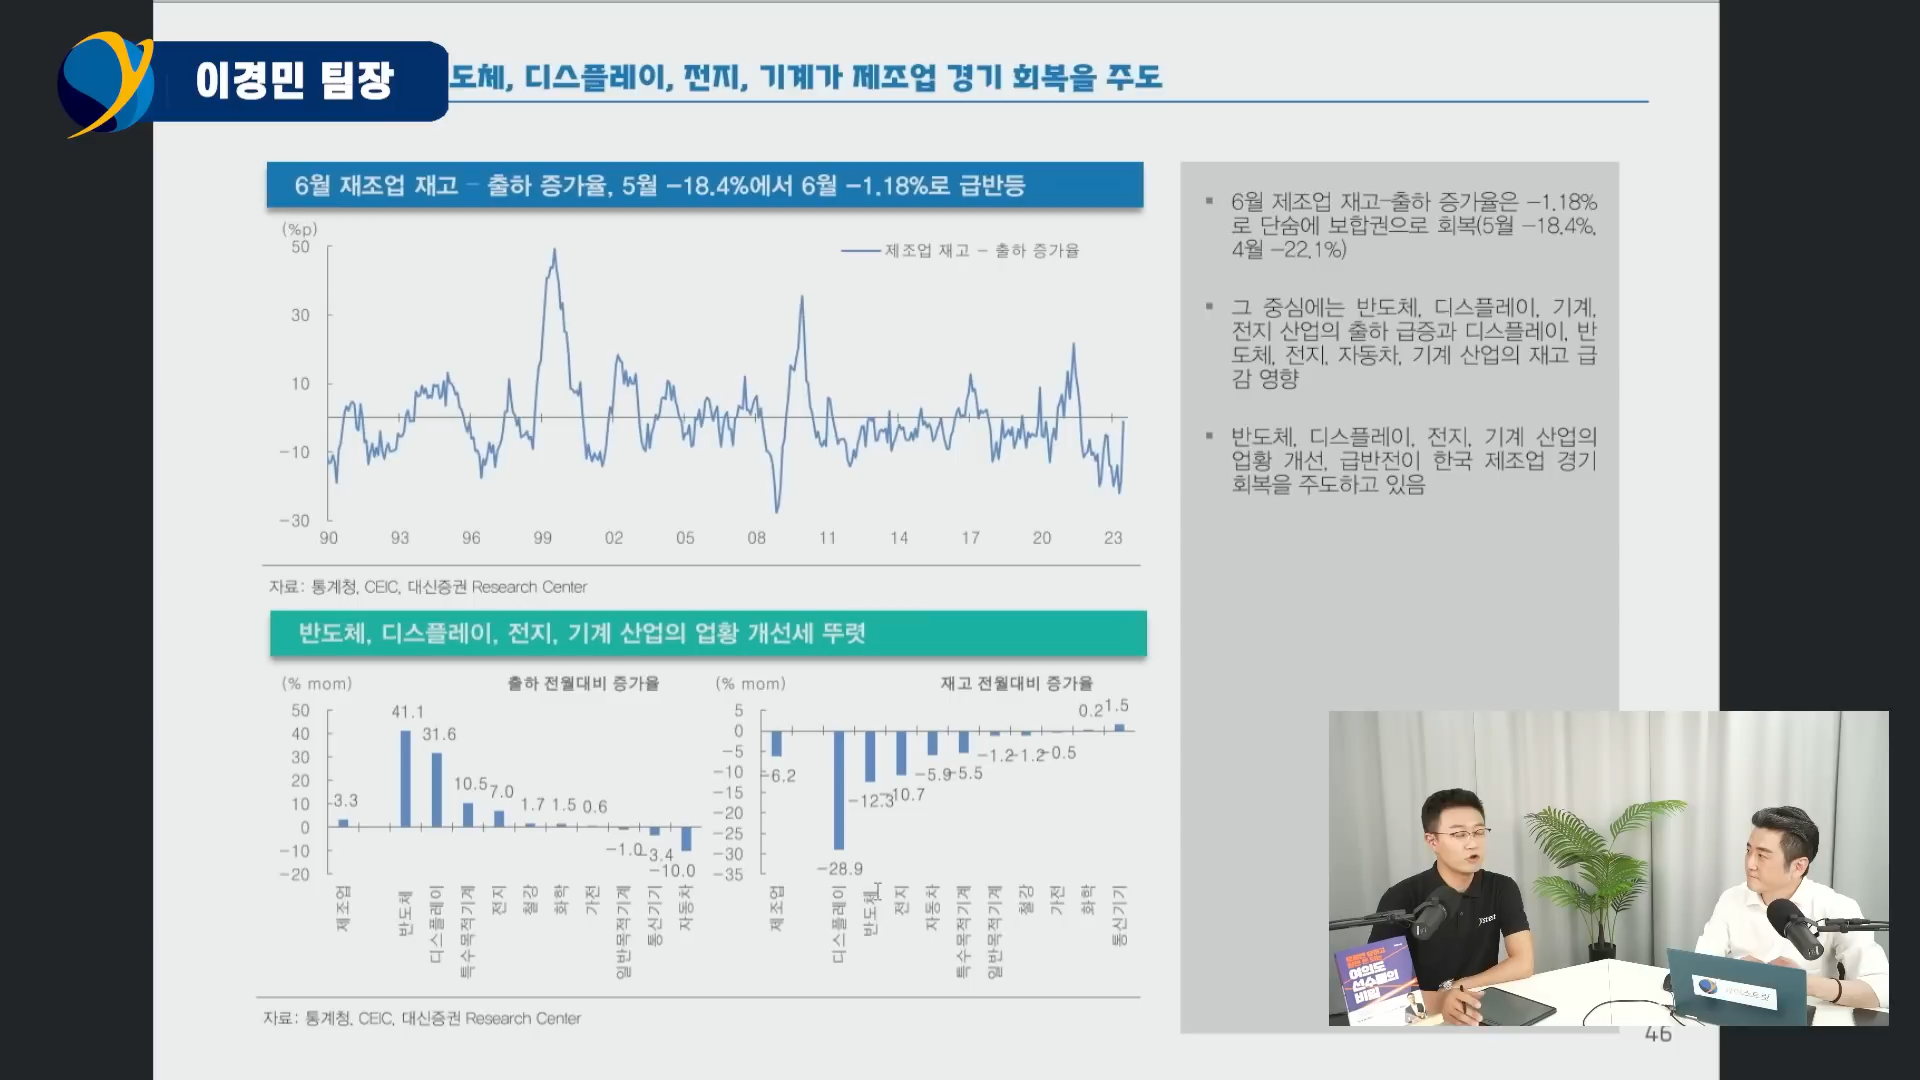 이경민 팀장
도체, 디스플레이, 전지, 기계가 제조업 경기 회복을 주도
6월 재조업 재고 - 출하 증가율, 5월 -18.4%에서 6월 -1.18%로 급반등
(%p)
제조업 재고 - 출하 증가율
50
30
10
-10
-30
90 93 96 99 02 05 08 11 14 17 20 23
자료: 통계청, CEIC, 대신증권 Research Center
반도체, 디스플레이, 전지, 기계 산업의 업황 개선세 뚜렷
(% mom) 출하 전월대비 증가율
50
40
30
20
10
0
-10
-20
3.3 41.1 31.6 10.5 7.0 1.7 1.5 0.6 -1.0 -3.4 -10.0
제조업 반도체 디스플레이 특수목적기계 전지 철강 화학 가전 일반목적기계 통신기기 자동차
(% mom) 재고 전월대비 증가율
5
0
-5
-10
-15
-20
-25
-30
-35
-6.2 -28.9 -12.3 -10.7 -5.9 -5.5 -1.2 -1.2 -0.5 0.2 1.5
제조업 디스플레이 반도체 전지 자동차 특수목적기계 일반목적기계 철강 가전 화학 통신기기
자료: 통계청, CEIC, 대신증권 Research Center
▪ 6월 제조업 재고-출하 증가율은 -1.18%
로 단숨에 보합권으로 회복(5월 -18.4%,
4월 -22.1%)
▪ 그 중심에는 반도체, 디스플레이, 기계,
전지 산업의 출하 급증과 디스플레이, 반
도체, 전지, 자동차, 기계 산업의 재고 급
감 영향
▪ 반도체, 디스플레이, 전지, 기계 산업의
업황 개선, 급반전이 한국 제조업 경기
회복을 주도하고 있음
여의도
선수들의
비밀
46